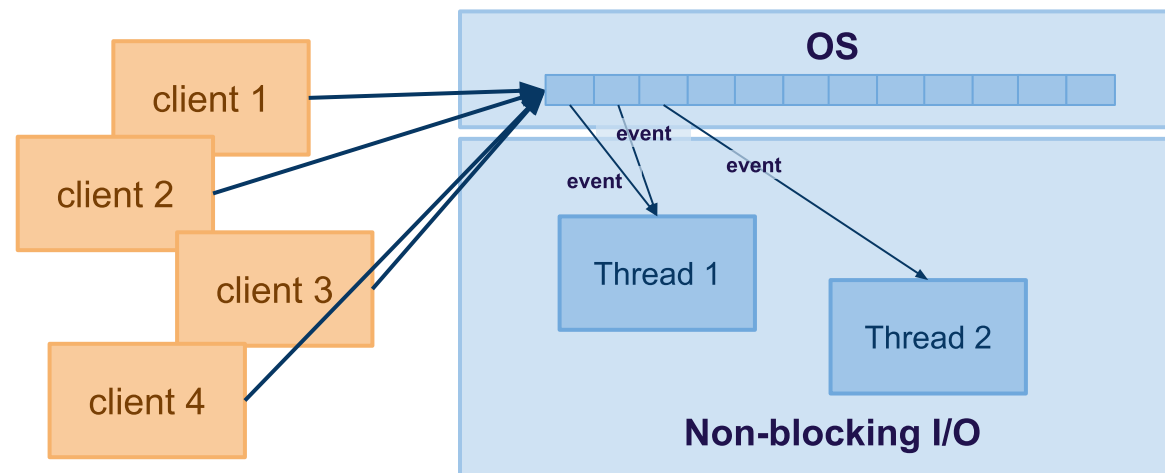 OS
client 1
client 2
client 3
client 4
event
event
event
Thread 1
Thread 2
Non-blocking I/O